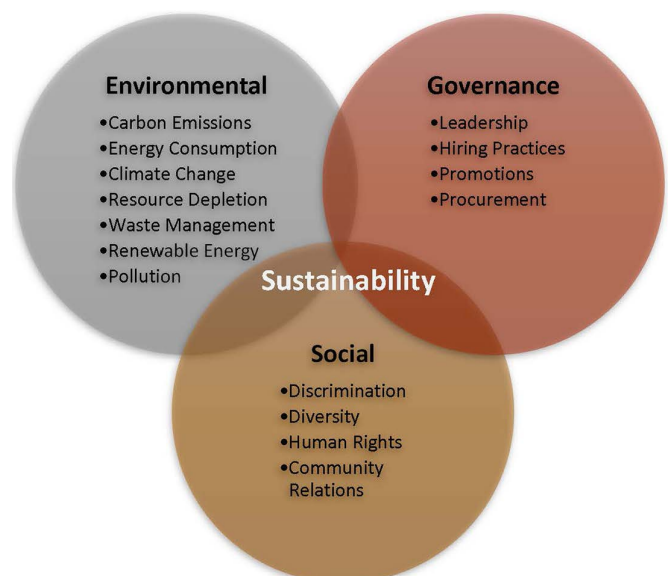 Environmental
•Carbon Emissions
•Energy Consumption
•Climate Change
•Resource Depletion
•Waste Management
•Renewable Energy
•Pollution
Governance
•Leadership
•Hiring Practices
•Promotions
•Procurement
Sustainability
Social
•Discrimination
•Diversity
•Human Rights
•Community
Relations